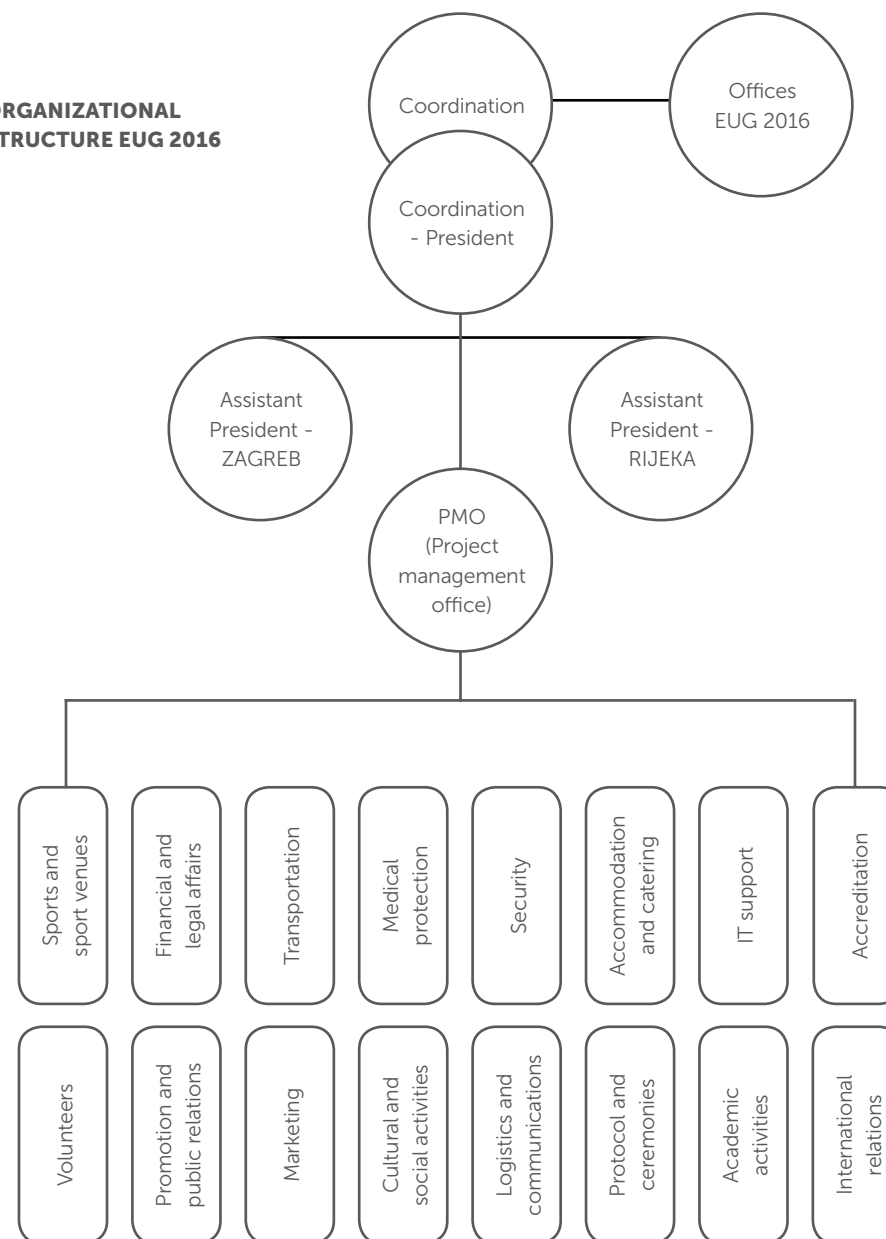 ORGANIZATIONAL
STRUCTURE EUG 2016
Coordination
Offices
EUG 2016
Coordination
- President
Assistant
President -
ZAGREB
Assistant
President -
RIJEKA
PMO
(Project
management
office)
Sports and
sport venues
Financial and
legal affairs
Transportation
Medical
protection
Security
Accommodation
and catering
IT support
Accreditation
Volunteers
Promotion and
public relations
Marketing
Cultural and
social activities
Logistics and
communications
Protocol and
ceremonies
Academic
activities
International
relations